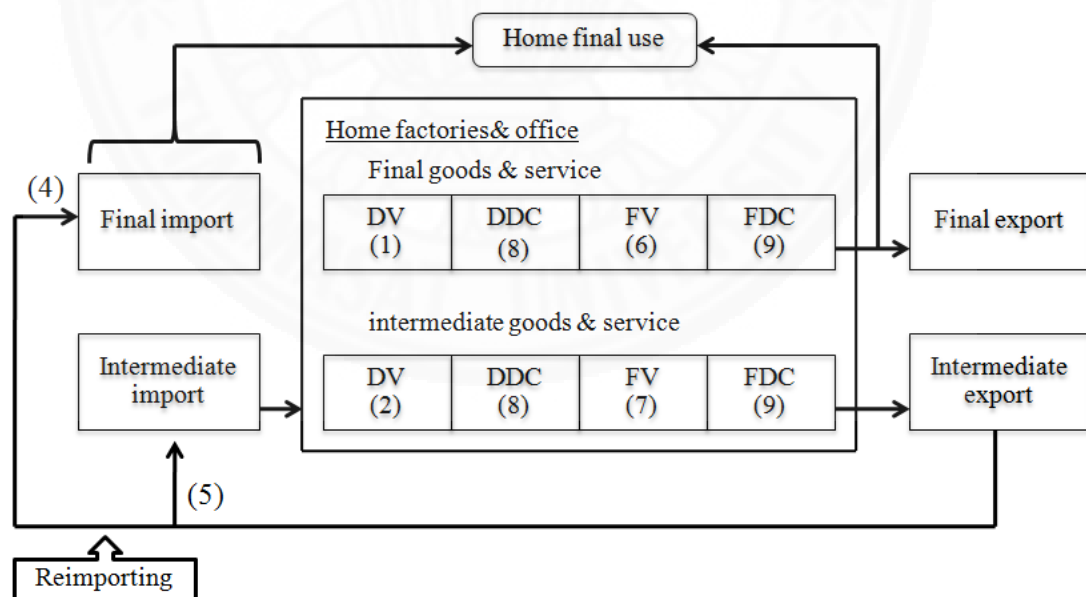 Home final use
Home factories& office
Final goods & service
(4)
Final import
DV
(1)
DDC
(8)
FV
(6)
FDC
(9)
Final export
intermediate goods & service
Intermediate
import
DV
(2)
DDC
(8)
FV
(7)
FDC
(9)
Intermediate
export
(5)
Reimporting